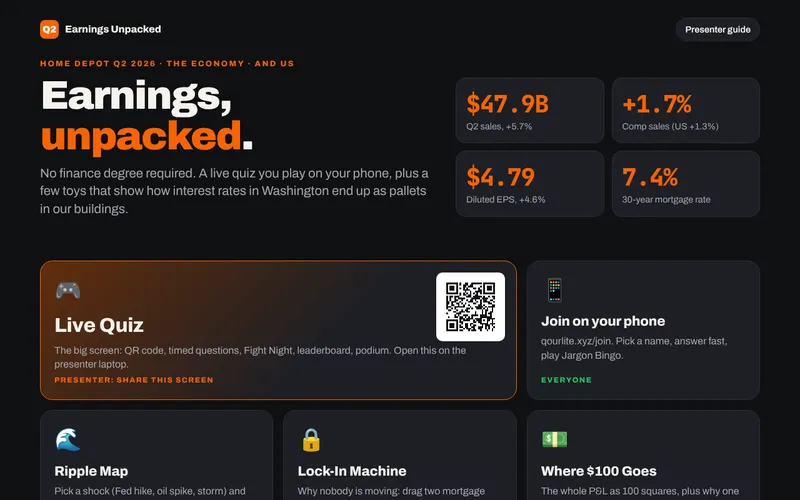 Q2 Earnings Unpacked
Presenter guide
HOME DEPOT Q2 2026 · THE ECONOMY · AND US
Earnings,
unpacked.
No finance degree required. A live quiz you play on your phone, plus a
few toys that show how interest rates in Washington end up as pallets
in our buildings.
$47.9B
Q2 sales, +5.7%
+1.7%
Comp sales (US +1.3%)
$4.79
Diluted EPS, +4.6%
7.4%
30-year mortgage rate
Live Quiz
The big screen: QR code, timed questions, Fight Night, leaderboard, podium. Open this on the
presenter laptop.
PRESENTER: SHARE THIS SCREEN
Join on your phone
qourlite.xyz/join. Pick a name, answer fast,
play Jargon Bingo.
EVERYONE
Ripple Map
Pick a shock (Fed hike, oil spike, storm) and
Lock-In Machine
Why nobody is moving: drag two mortgage
Where $100 Goes
The whole P&L as 100 squares, plus why one